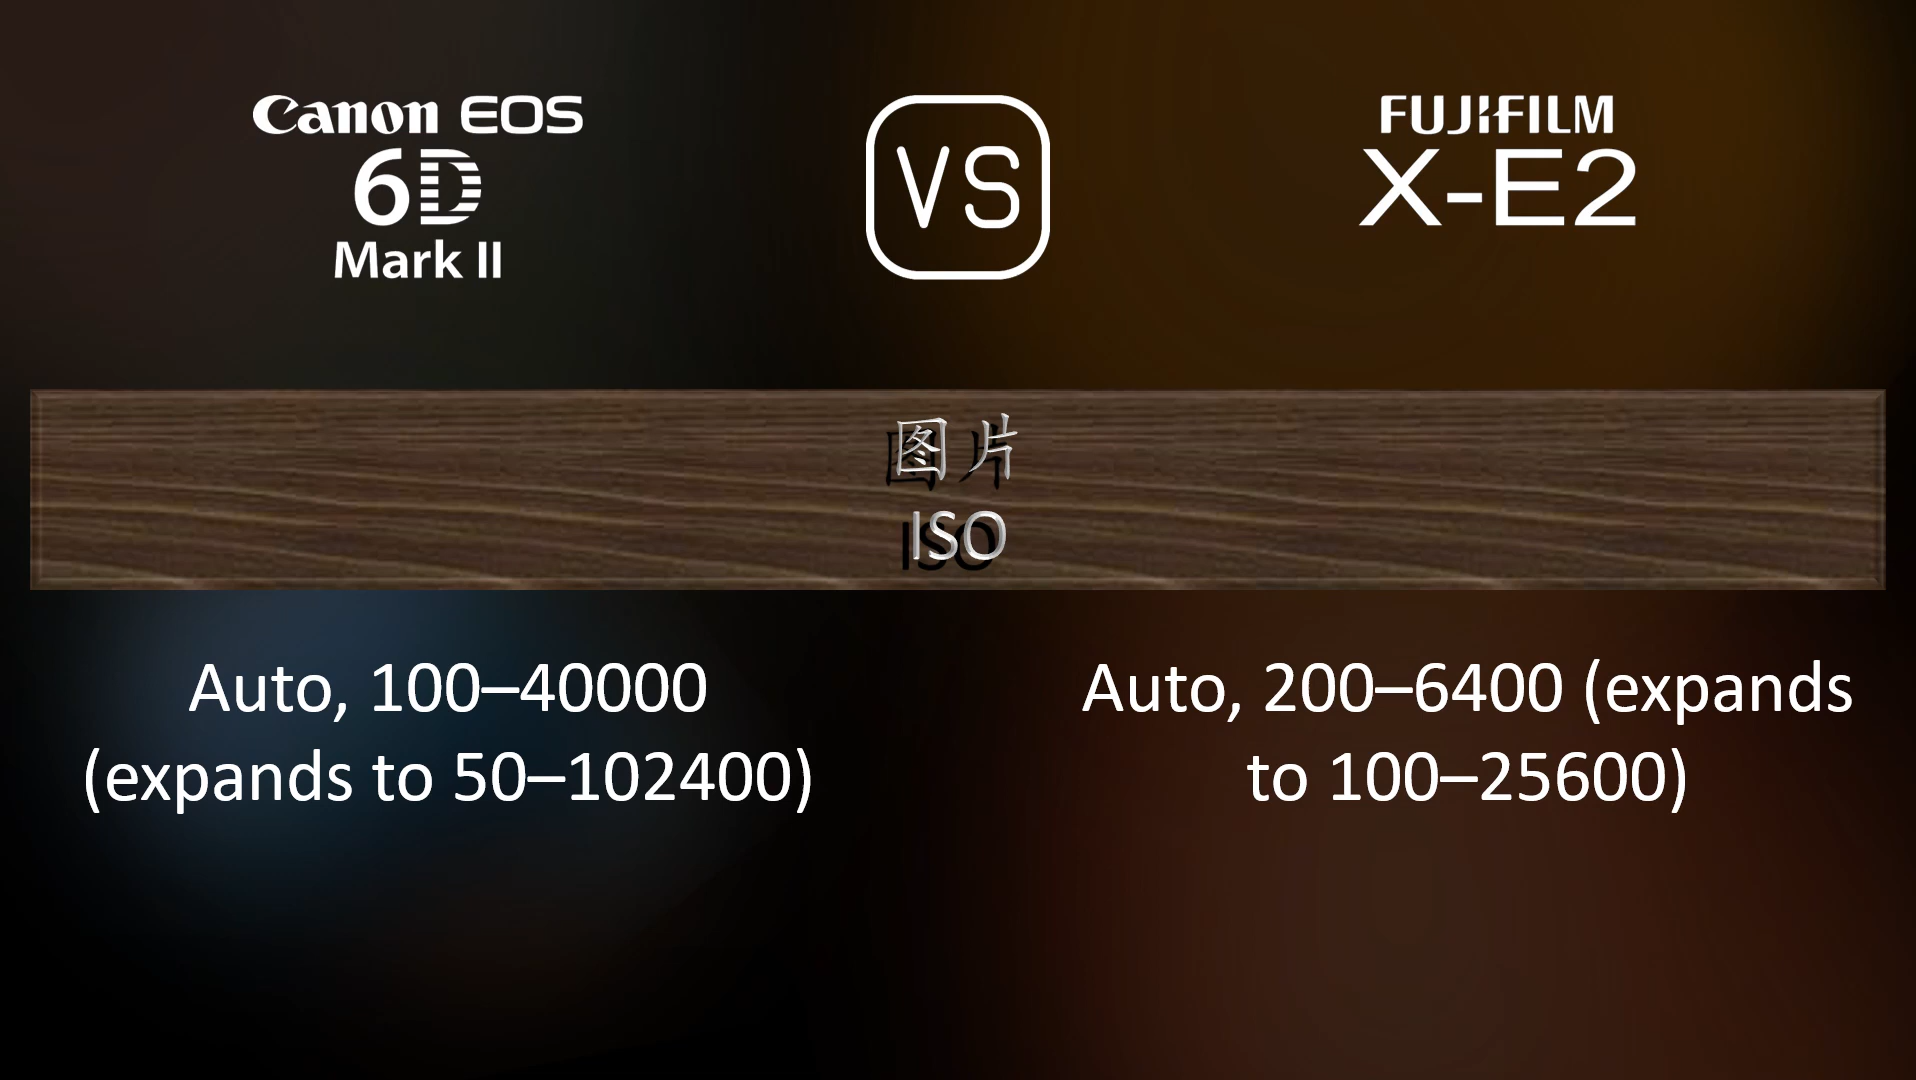 Canon EOS
6D
Mark II
VS
FUJIFILM
X-E2
图片
ISO
Auto, 100–40000
(expands to 50–102400)
Auto, 200–6400 (expands
to 100–25600)